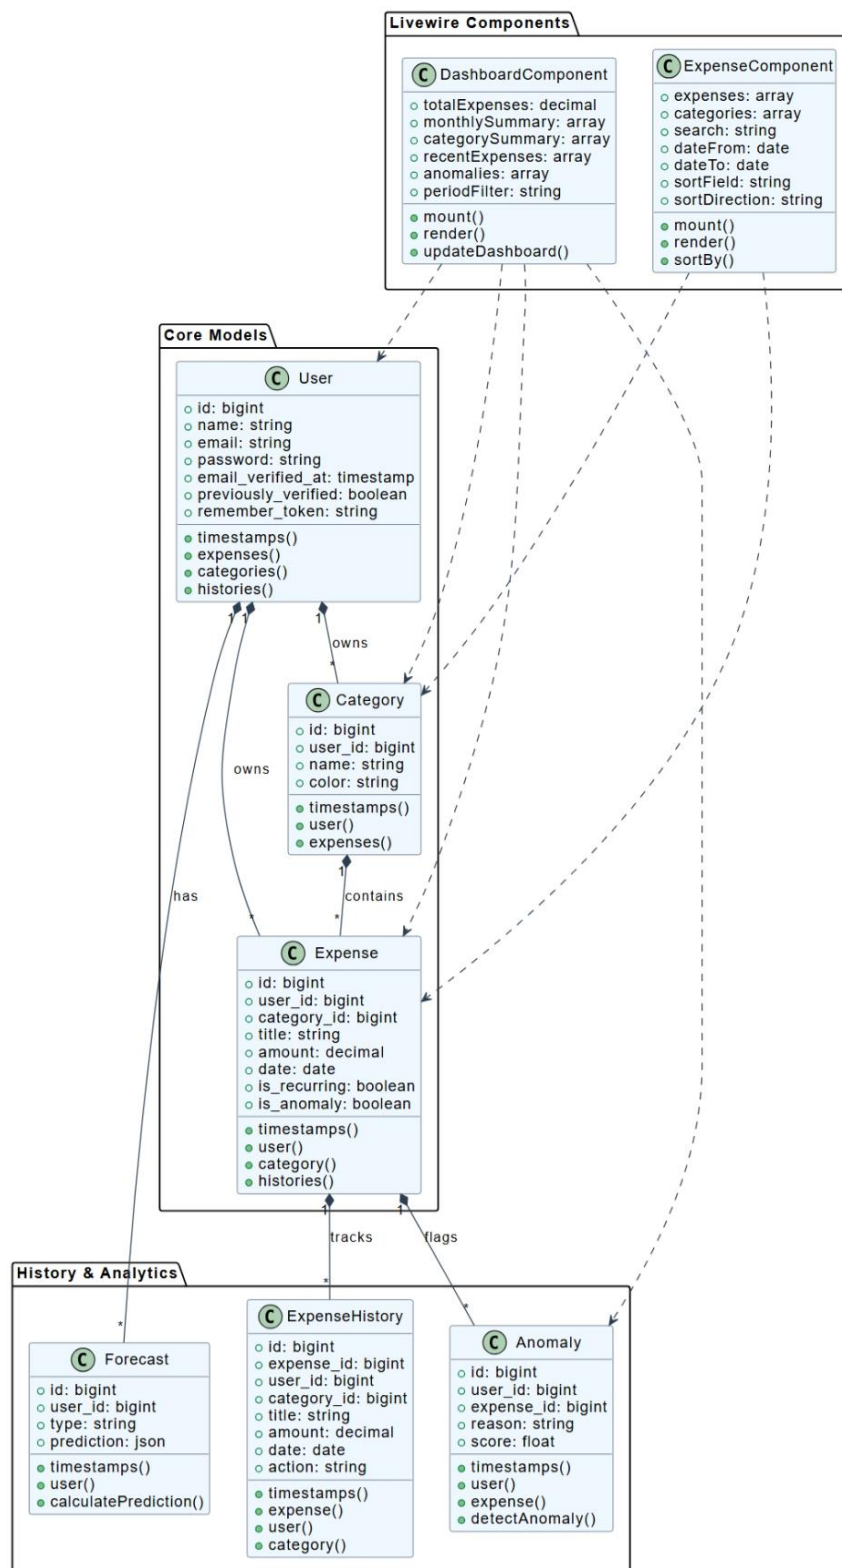 Livewire Components
C DashboardComponent
totalExpenses: decimal
monthlySummary: array
categorySummary: array
recentExpenses: array
anomalies: array
periodFilter: string
mount()
render()
updateDashboard()
C ExpenseComponent
expenses: array
categories: array
search: string
dateFrom: date
dateTo: date
sortField: string
sortDirection: string
mount()
render()
sortBy()
Core Models
C User
id: bigint
name: string
email: string
password: string
email_verified_at: timestamp
previously_verified: boolean
remember_token: string
timestamps()
expenses()
categories()
histories()
1
1
1
owns
*
C Category
id: bigint
user_id: bigint
name: string
color: string
timestamps()
user()
expenses()
owns
1
has
contains
*
*
C Expense
id: bigint
user_id: bigint
category_id: bigint
title: string
amount: decimal
date: date
is_recurring: boolean
is_anomaly: boolean
timestamps()
user()
category()
histories()
1
1
tracks
flags
History & Analytics
*
*
*
C Forecast
id: bigint
user_id: bigint
type: string
prediction: json
timestamps()
user()
calculatePrediction()
C ExpenseHistory
id: bigint
expense_id: bigint
user_id: bigint
category_id: bigint
title: string
amount: decimal
date: date
action: string
timestamps()
expense()
user()
category()
C Anomaly
id: bigint
user_id: bigint
expense_id: bigint
reason: string
score: float
timestamps()
user()
expense()
detectAnomaly()